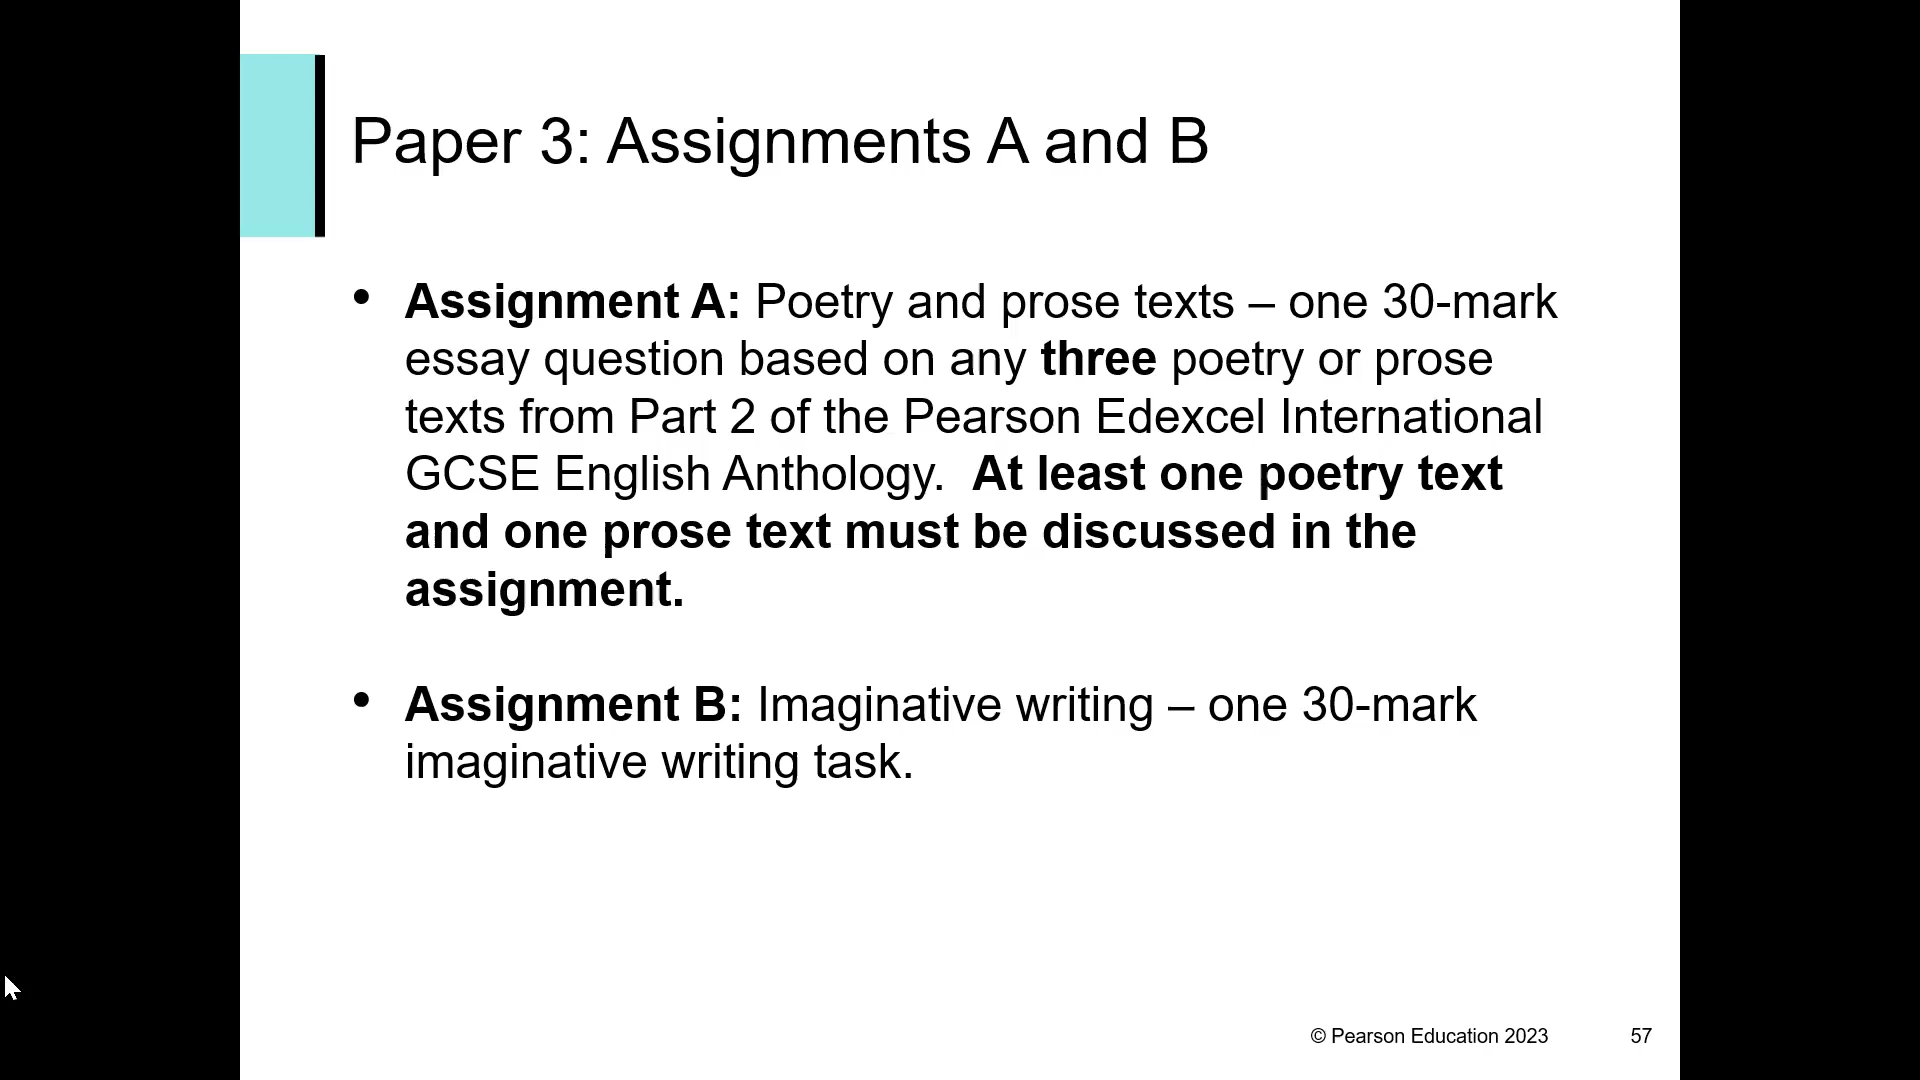 Paper 3: Assignments A and B
• Assignment A: Poetry and prose texts – one 30-mark
essay question based on any three poetry or prose
texts from Part 2 of the Pearson Edexcel International
GCSE English Anthology. At least one poetry text
and one prose text must be discussed in the
assignment.
• Assignment B: Imaginative writing – one 30-mark
imaginative writing task.
© Pearson Education 2023 57